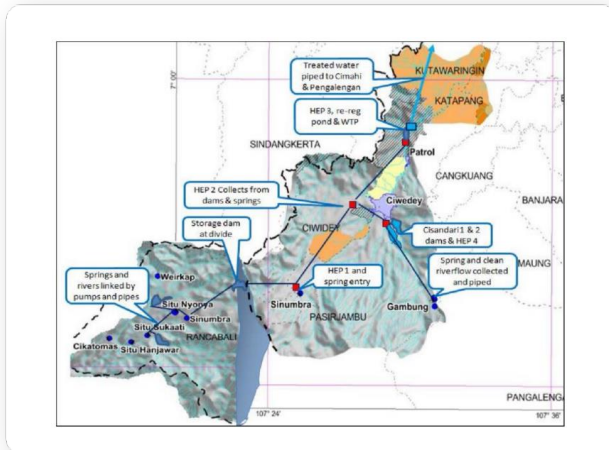 Treated water
piped to Cimahi
& Pengalengan
KUTAWARINGIN
7° 00'
KATAPANG
HEP 3, re-reg
pond & WTP
SINDANGKERTA
Patrol
CANGKUANG
HEP 2 Collects from
dams & springs
Ciwedey
BANJARA
Storage dam
at divide
CIWIDEY
Cisandari 1 & 2
dams & HEP 4
MAUNG
Springs and
rivers linked by
pumps and pipes
Weirkap
HEP 1 and
spring entry
Spring and clean
riverflow collected
and piped
Situ Nyonya
Sinumbra
Gambung
Sinumbra
PASIRJAMBU
Situ Sukaati
RANCABALI
Cikatomas
Situ Hanjawar
PANGALENGA
107° 24'
107° 36'